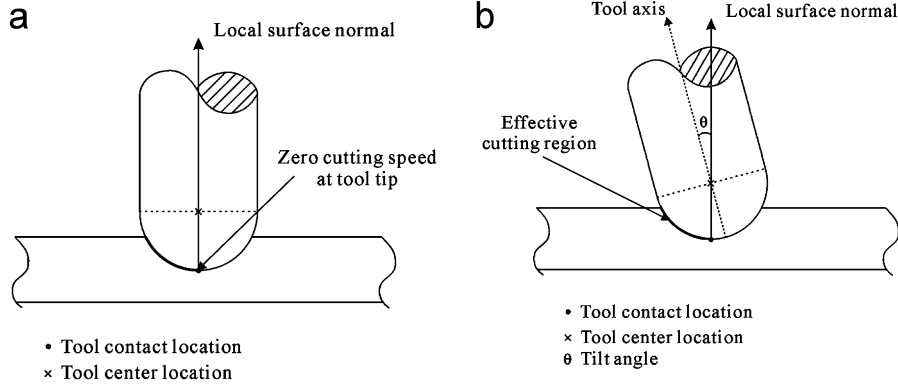 a
Local surface normal
Zero cutting speed
at tool tip
• Tool contact location
× Tool center location
b
Tool axis
Local surface normal
θ
Effective
cutting region
• Tool contact location
× Tool center location
θ Tilt angle